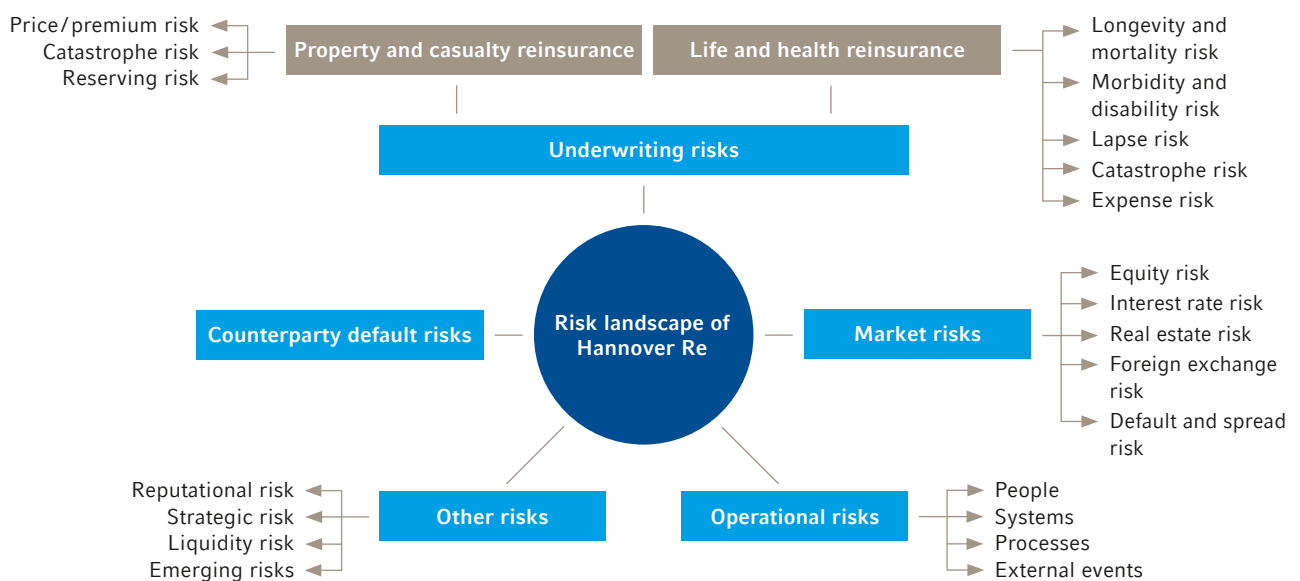 Price/premium risk
Catastrophe risk
Reserving risk
Property and casualty reinsurance
Life and health reinsurance
Longevity and
mortality risk
Morbidity and
disability risk
Lapse risk
Catastrophe risk
Expense risk
Underwriting risks
Counterparty default risks
Risk landscape of
Hannover Re
Market risks
Equity risk
Interest rate risk
Real estate risk
Foreign exchange
risk
Default and spread
risk
Reputational risk
Strategic risk
Liquidity risk
Emerging risks
Other risks
Operational risks
People
Systems
Processes
External events